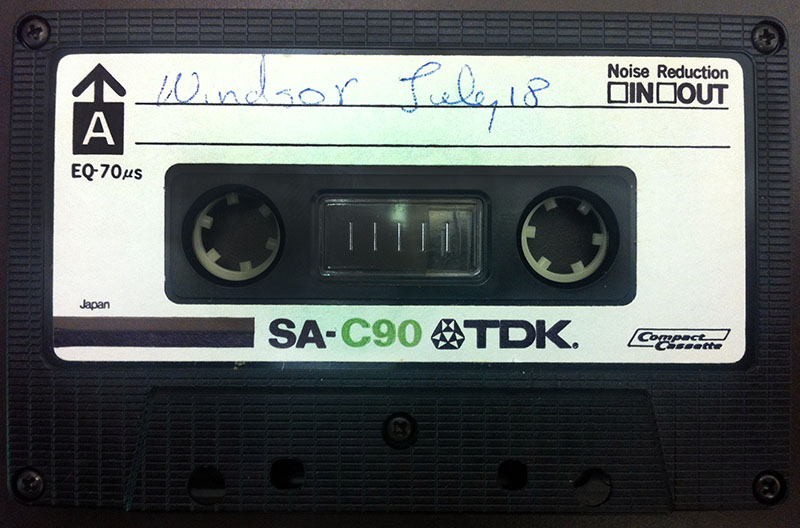 Windsor July 18
Noise Reduction
IN OUT
A
EQ-70µs
Japan
SA-C90 TDK.
Compact
Cassette